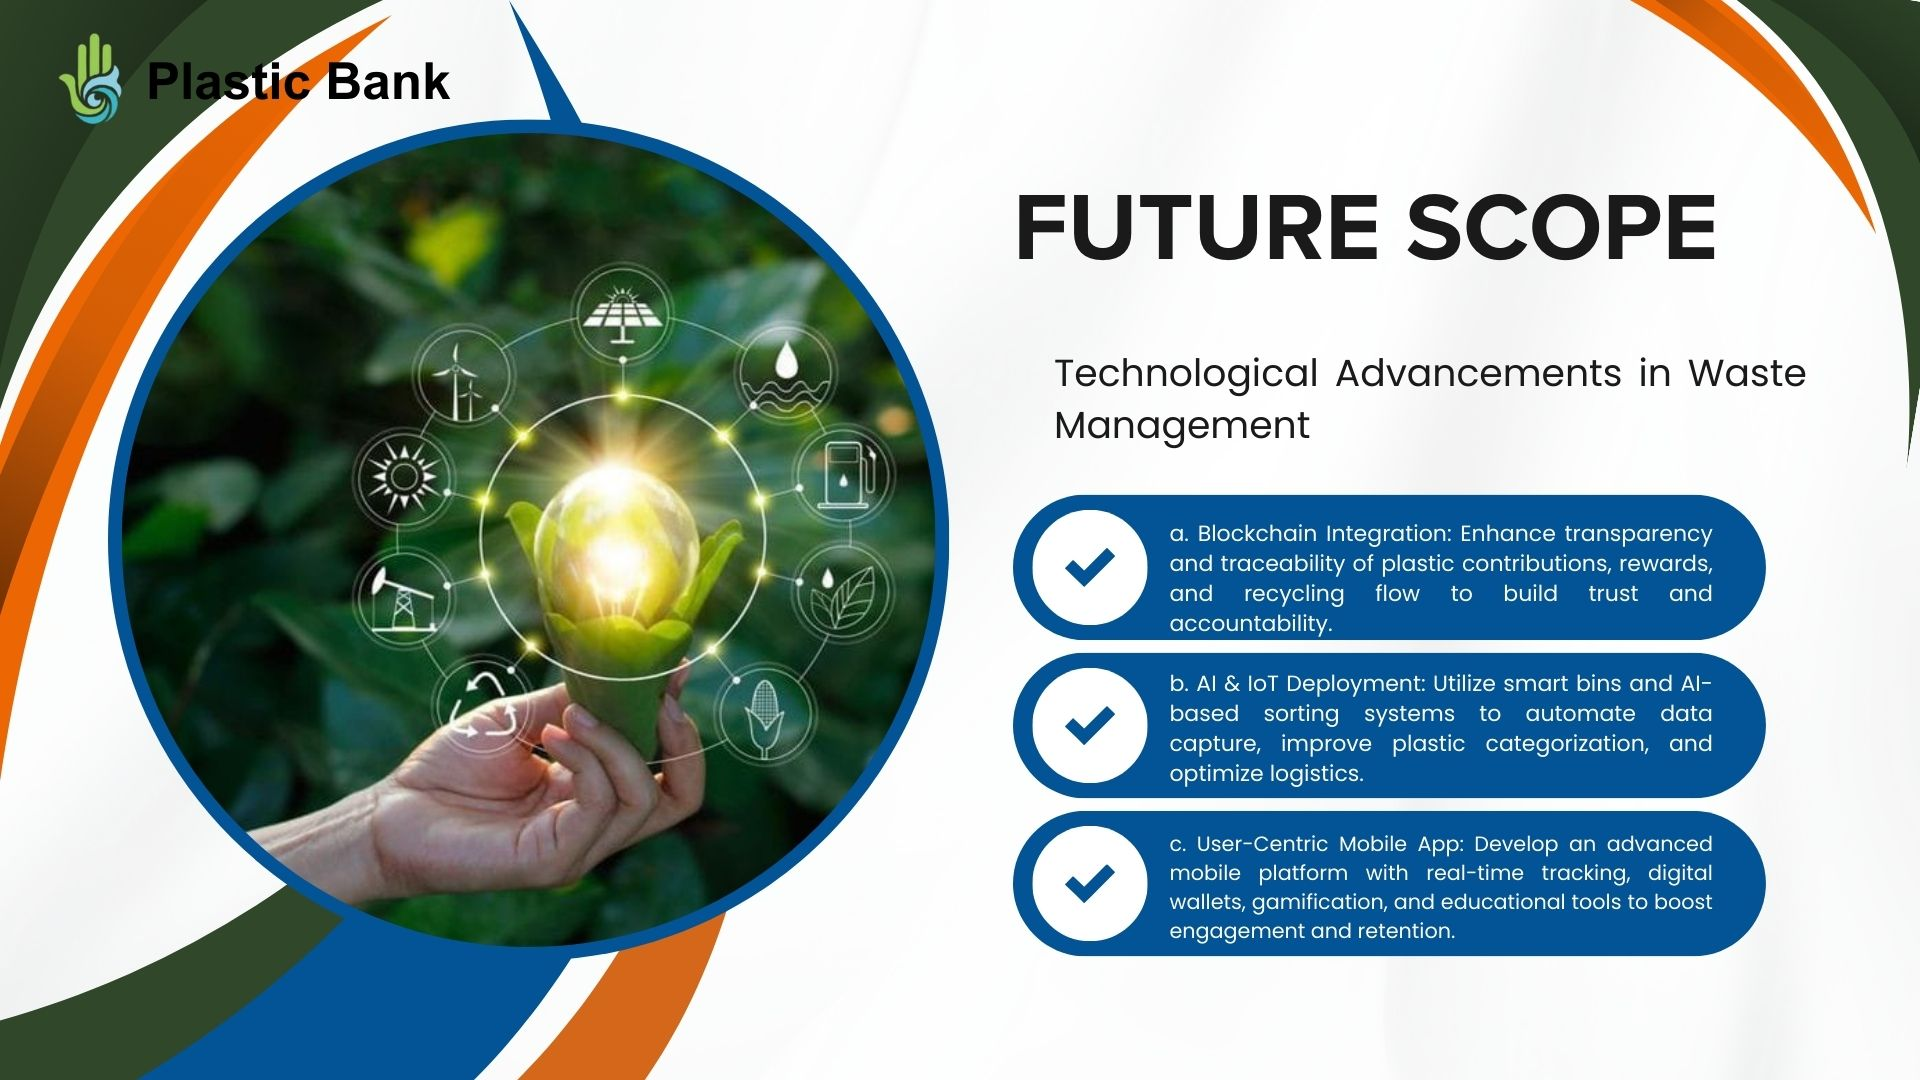 Plastic Bank
FUTURE SCOPE
Technological Advancements in Waste
Management
a. Blockchain Integration: Enhance transparency
and traceability of plastic contributions, rewards,
and recycling flow to build trust and
accountability.
b. AI & IoT Deployment: Utilize smart bins and AI-
based sorting systems to automate data
capture, improve plastic categorization, and
optimize logistics.
c. User-Centric Mobile App: Develop an advanced
mobile platform with real-time tracking, digital
wallets, gamification, and educational tools to boost
engagement and retention.